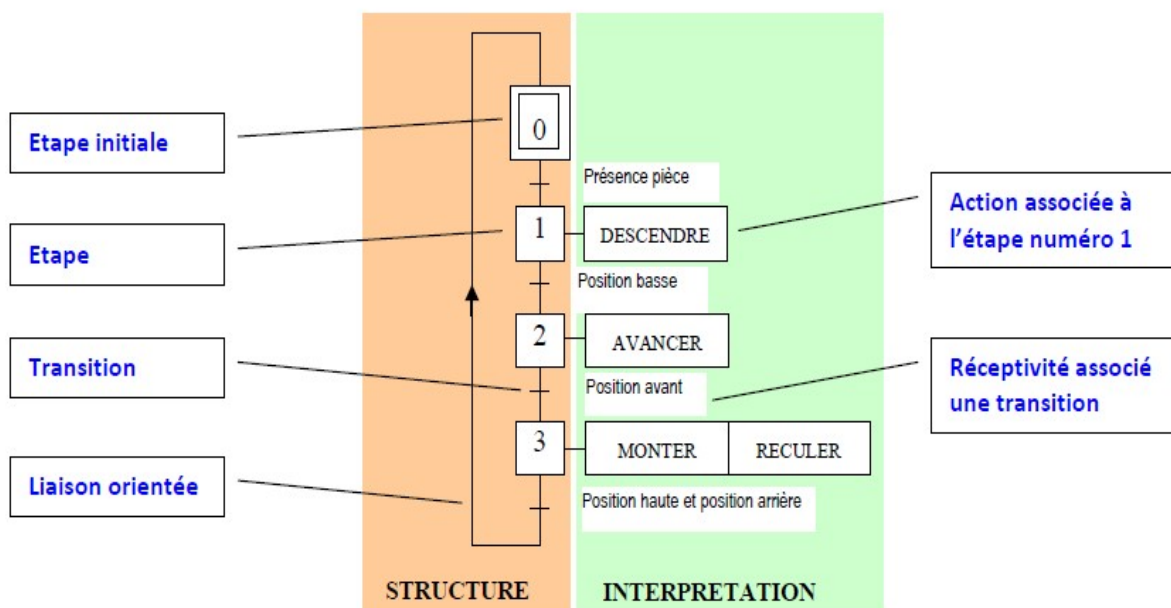 Etape initiale
0
Présence pièce
Etape
1
DESCENDRE
Action associée à
l'étape numéro 1
Position basse
2
AVANCER
Transition
Position avant
Réceptivité associé
une transition
3
MONTER
RECULER
Liaison orientée
Position haute et position arrière
STRUCTURE
INTERPRETATION